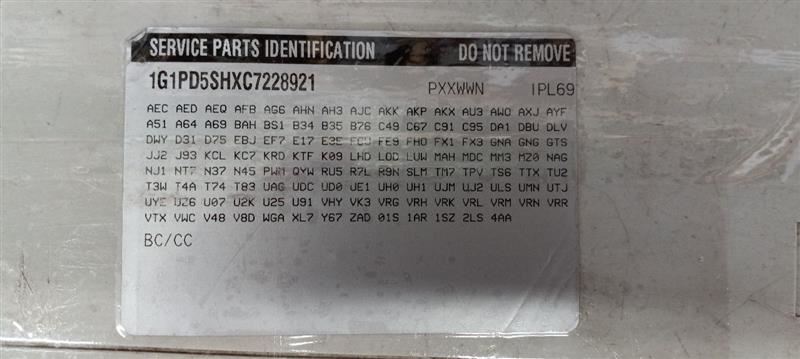 SERVICE PARTS IDENTIFICATION DO NOT REMOVE
1G1PD5SHXC7228921 PXXWWN IPL69
AEC AED AEQ AFB AG6 AHN AH3 AJC AKK AKP AKX AU3 AWO AXJ AYF
A51 A64 A69 BAH BS1 B34 B35 B76 C49 C67 C91 C95 DA1 DBU DLV
DWY D31 D75 EBJ EF7 E17 E35 FCU FE9 FHO FX1 FX3 GNA GNG GTS
JJ2 J93 KCL KC7 KRD KTF K09 LHD LOD LUW MAH MDC MM3 MZ0 NAG
NJ1 NT7 N37 N45 PWM QYW RU5 R7L R9N SLM TM7 TPV TS6 TTX TU2
T3W T4A T74 T83 UAG UDC UD0 JE1 UH0 UH1 UJM UJ2 ULS UMN UTJ
UYE UZ6 U07 U2K U25 U91 VHY VK3 VRG VRH VRK VRL VRM VRN VRR
VTX VWC V48 V8D WGA XL7 Y67 ZAD 01S 1AR 1SZ 2LS 4AA
BC/CC